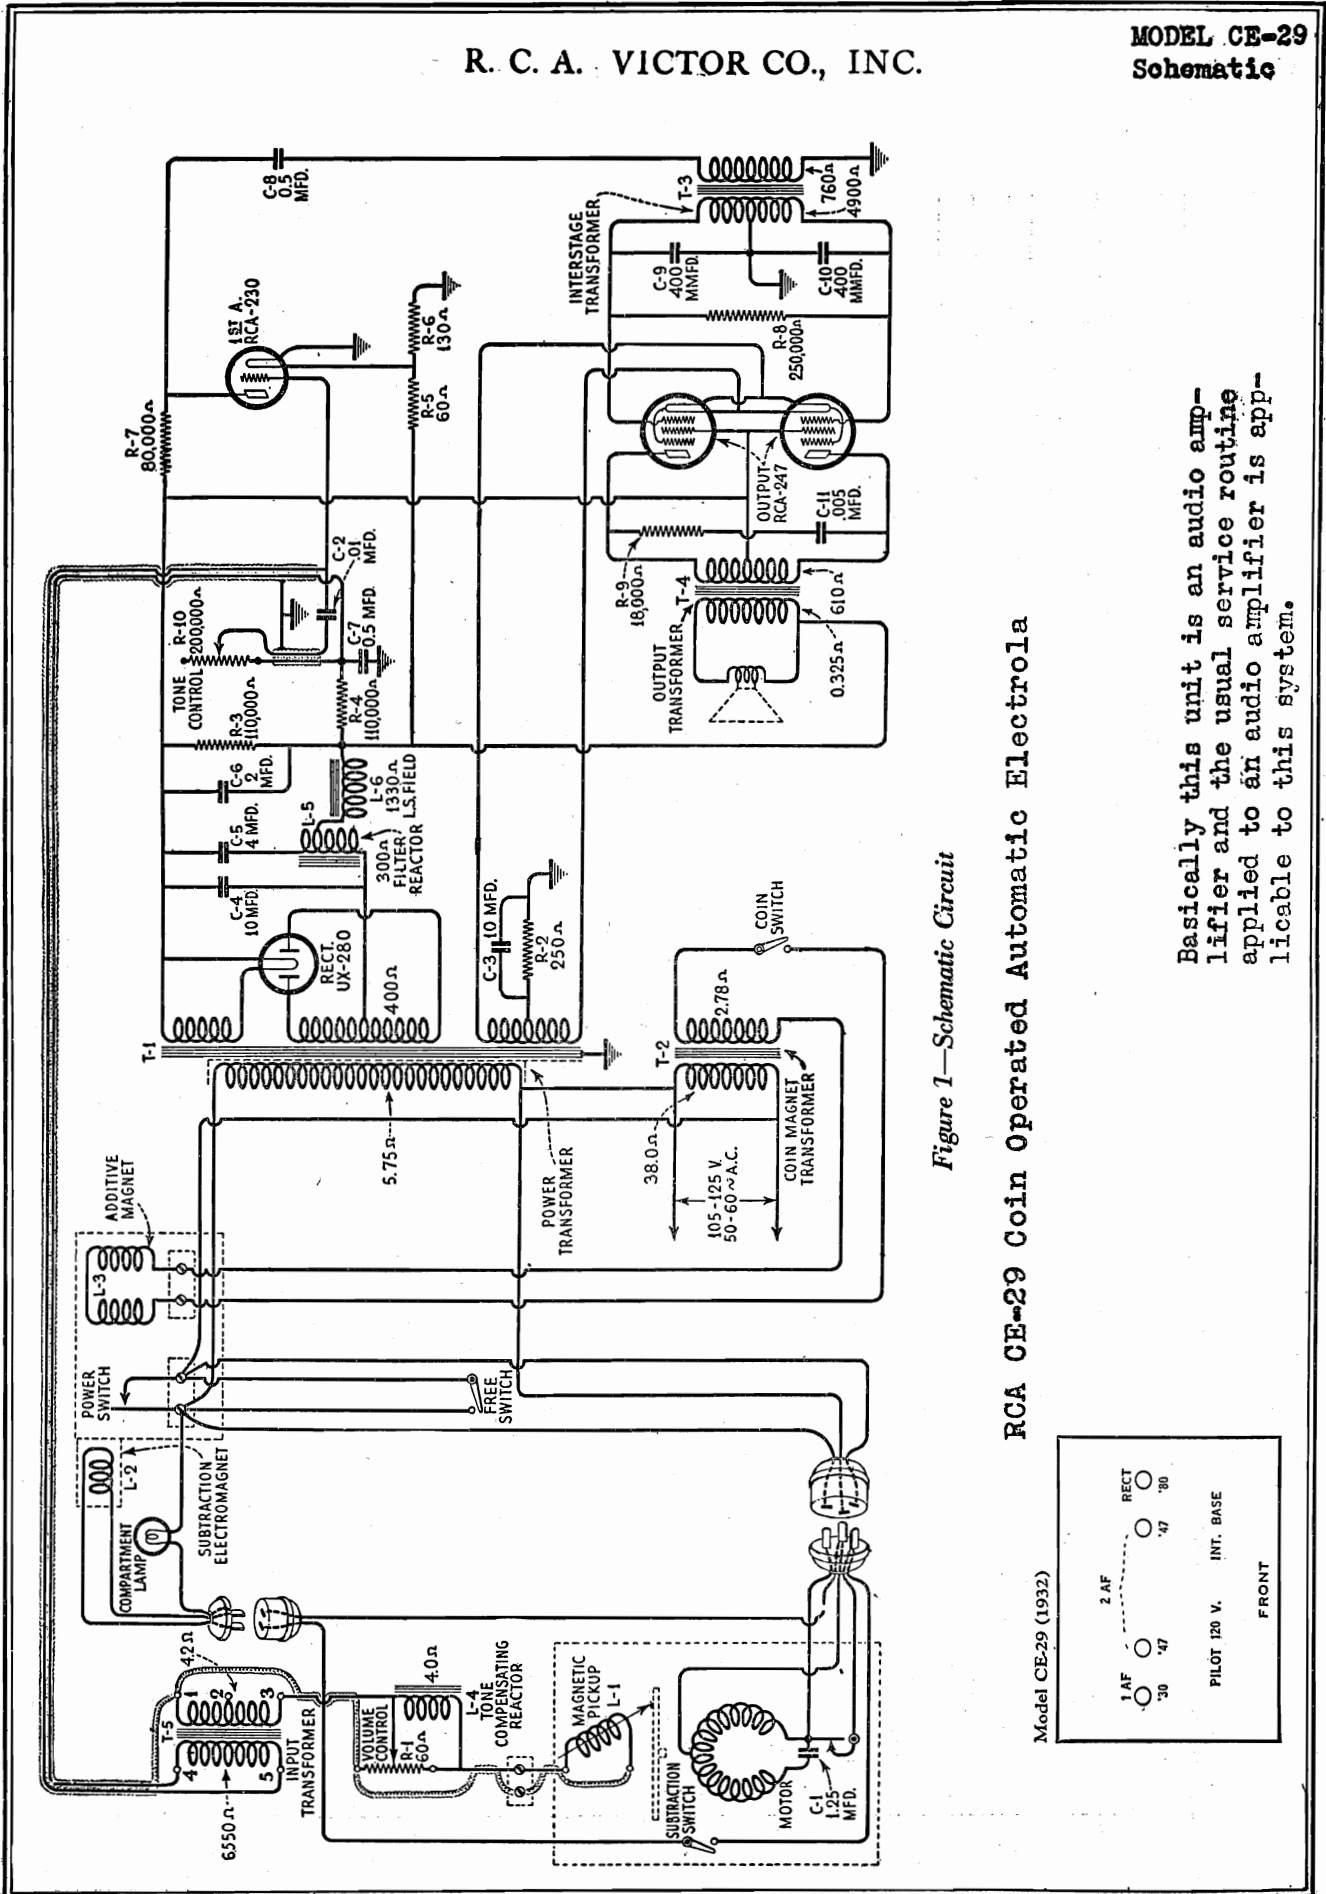 R. C. A. VICTOR CO., INC.
MODEL CE-29
Schematic
C-8
0.5
MFD.
T-3
760Ω
4900Ω
INTERSTAGE
TRANSFORMER
C-9
400
MMFD.
C-10
400
MMFD.
R-8
250,000Ω
1ST A.
RCA-230
R-6
130Ω
R-5
60Ω
R-7
80,000Ω
OUTPUT
RCA-247
C-11
.005
MFD.
R-9
18,000Ω
T-4
610Ω
OUTPUT
TRANSFORMER
0.325Ω
C-2
.01
MFD.
R-10
200,000Ω
TONE
CONTROL
C-7
0.5 MFD.
R-3
110,000Ω
R-4
110,000Ω
C-6
2
MFD.
L-6
1330Ω
L.S. FIELD
L-5
C-5
4 MFD.
300Ω
FILTER
REACTOR
C-4
10 MFD.
RECT.
UX-280
400Ω
C-3
10 MFD.
R-2
250Ω
T-1
COIN
SWITCH
2.78Ω
T-2
COIN MAGNET
TRANSFORMER
38.0Ω
105-125 V.
50-60~A.C.
5.75Ω
POWER
TRANSFORMER
ADDITIVE
MAGNET
L-3
POWER
SWITCH
FREE
SWITCH
L-2
SUBTRACTION
ELECTROMAGNET
COMPARTMENT
LAMP
42Ω
1
2
3
T-5
4
5
6550Ω
INPUT
TRANSFORMER
VOLUME
CONTROL
R-1
60Ω
4.0Ω
L-4
TONE
COMPENSATING
REACTOR
MAGNETIC
PICKUP
L-1
SUBTRACTION
SWITCH
MOTOR
C-1
1.25
MFD.
Figure 1—Schematic Circuit
RCA CE-29 Coin Operated Automatic Electrola
Basically this unit is an audio amp-
lifier and the usual service routine
applied to an audio amplifier is app-
licable to this system.
Model CE-29 (1932)
1 AF
2 AF
RECT
'30
'47
'47
'80
PILOT 120 V. INT. BASE
FRONT